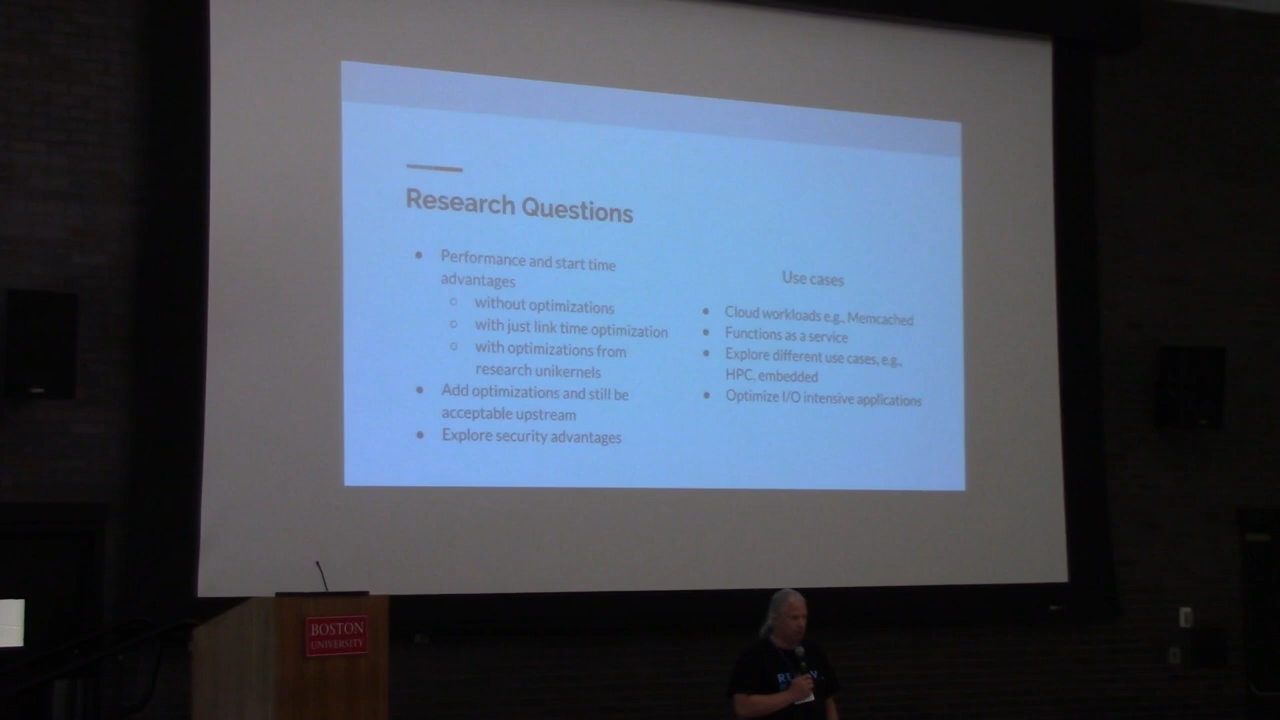 Research Questions
● Performance and start time
advantages
○ without optimizations
○ with just link time optimization
○ with optimizations from
research unikernels
● Add optimizations and still be
acceptable upstream
● Explore security advantages
Use cases
● Cloud workloads e.g., Memcached
● Functions as a service
● Explore different use cases, e.g.,
HPC, embedded
● Optimize I/O intensive applications
BOSTON
UNIVERSITY